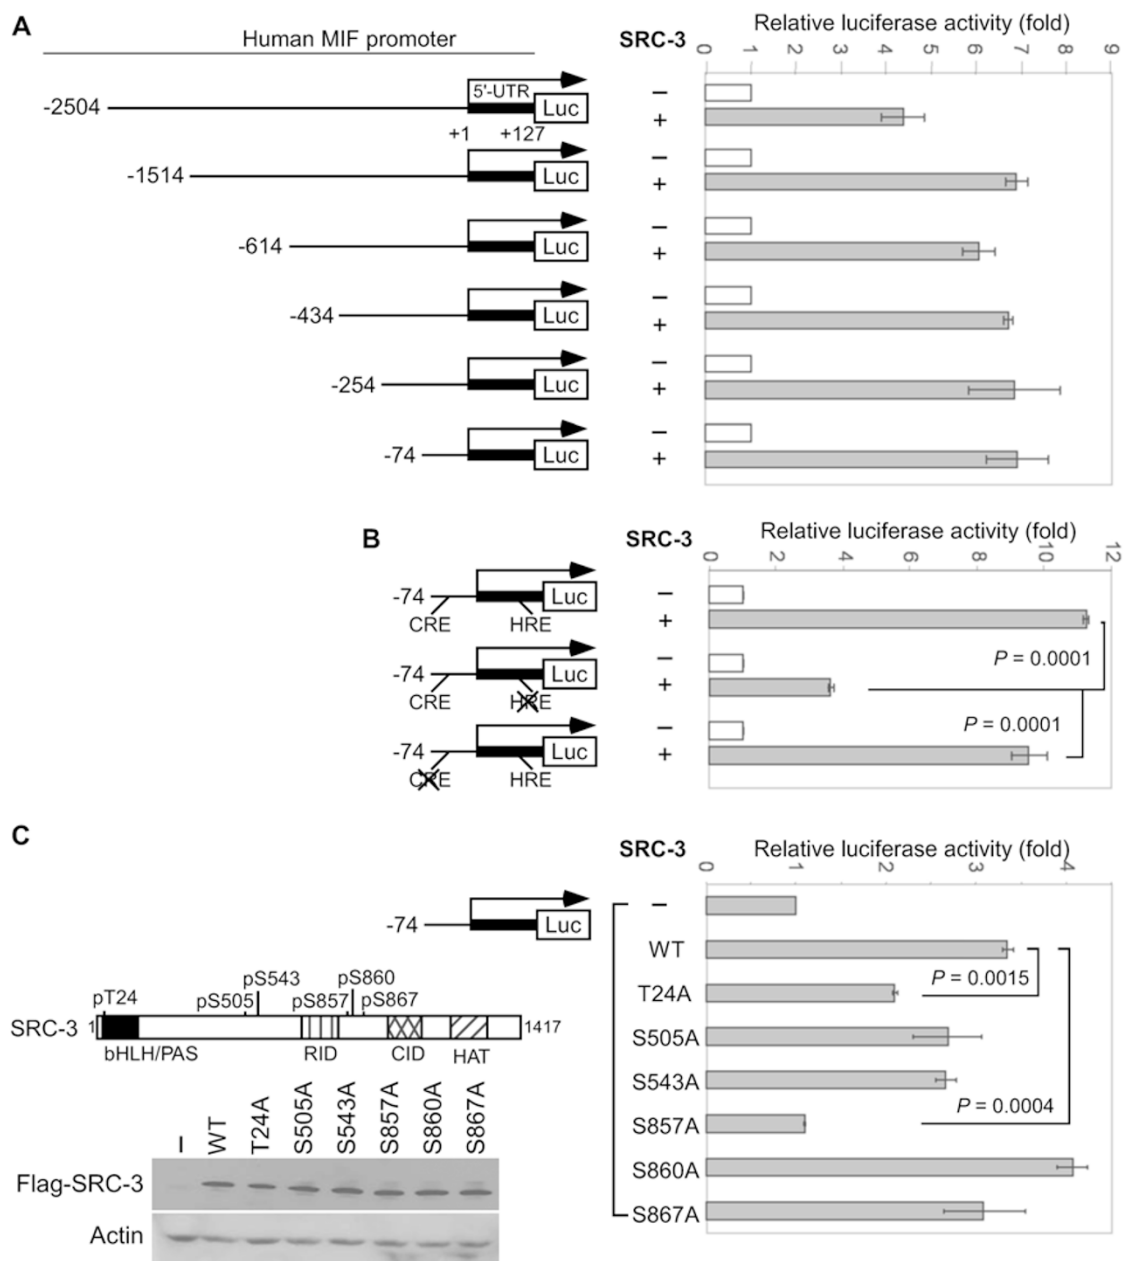 A
Human MIF promoter
SRC-3
Relative luciferase activity (fold)
0 1 2 3 4 5 6 7 8 9
-2504
5'-UTR
Luc
+1 +127
−
+
-1514
Luc
−
+
-614
Luc
−
+
-434
Luc
−
+
-254
Luc
−
+
-74
Luc
−
+
B
SRC-3
Relative luciferase activity (fold)
0 2 4 6 8 10 12
-74
Luc
CRE HRE
−
+
-74
Luc
CRE HRE
−
+
-74
Luc
CRE HRE
−
+
P = 0.0001
P = 0.0001
C
-74
Luc
pT24 pS505 pS543 pS857 pS860 pS867
SRC-3 1 1417
bHLH/PAS RID CID HAT
− WT T24A S505A S543A S857A S860A S867A
Flag-SRC-3
Actin
SRC-3
Relative luciferase activity (fold)
0 1 2 3 4
−
WT
T24A
S505A
S543A
S857A
S860A
S867A
P = 0.0015
P = 0.0004